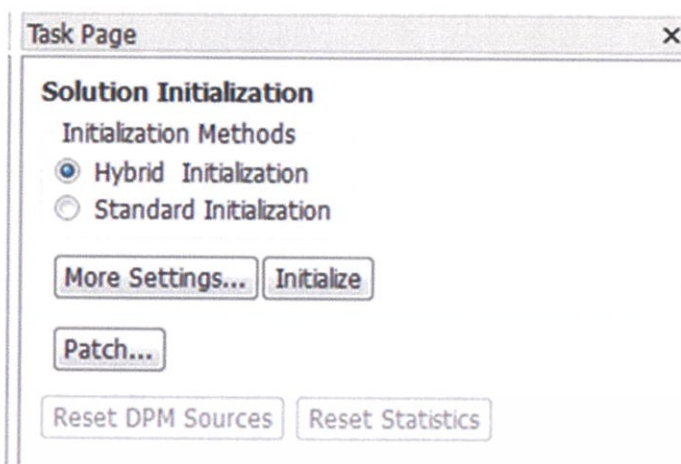 Task Page
Solution Initialization
Initialization Methods
Hybrid Initialization
Standard Initialization
More Settings... Initialize
Patch...
Reset DPM Sources Reset Statistics